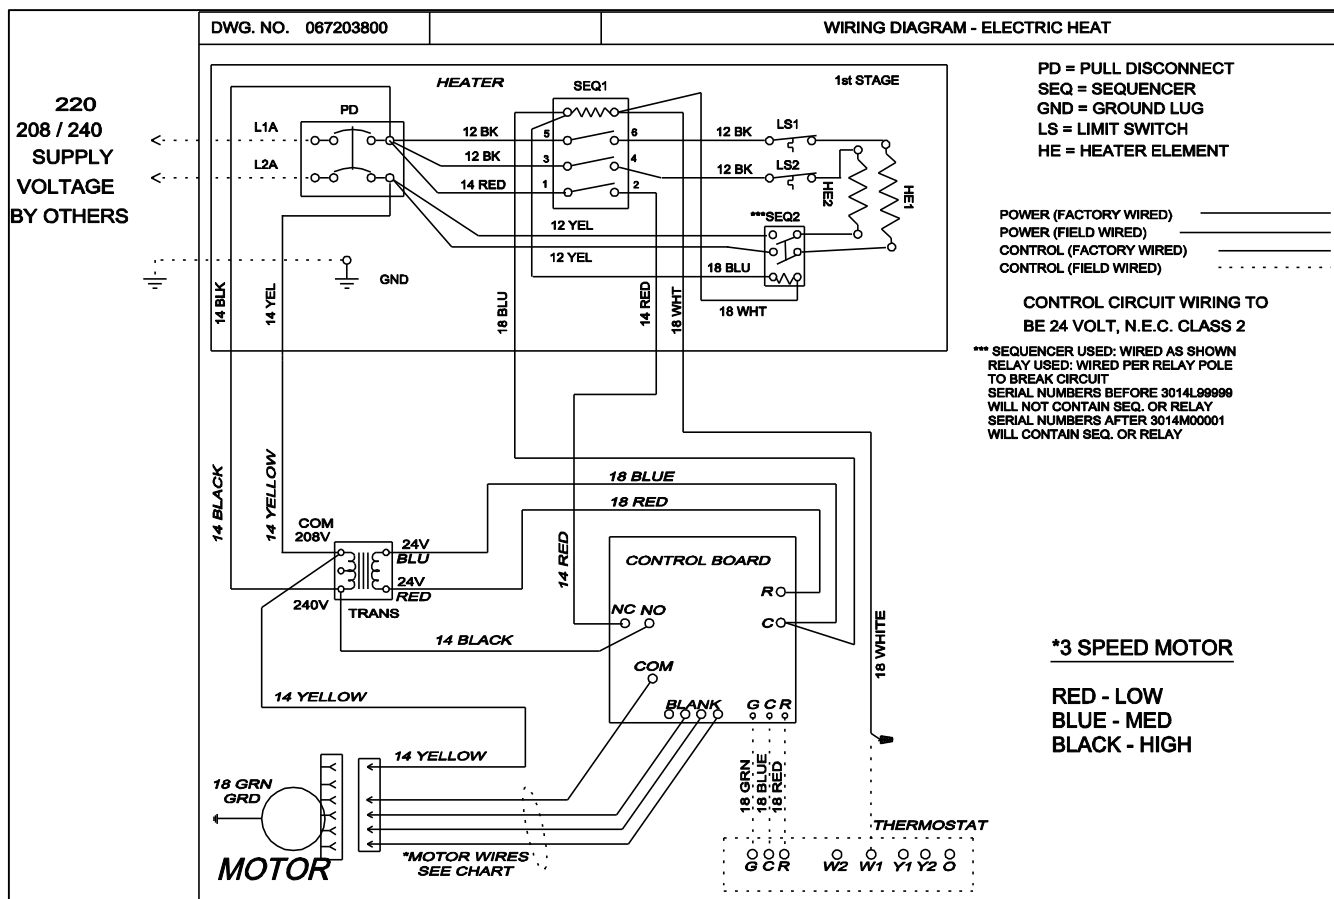 DWG. NO. 067203800
WIRING DIAGRAM - ELECTRIC HEAT
220
208 / 240
SUPPLY
VOLTAGE
BY OTHERS
HEATER
SEQ1
1st STAGE
PD
L1A
L2A
12 BK
12 BK
14 RED
5
6
3
4
1
2
12 BK
LS1
12 BK
LS2
HE2
HE1
***SEQ2
12 YEL
12 YEL
18 BLU
18 WHT
GND
14 BLK
14 YEL
18 BLU
14 RED
18 WHT
PD = PULL DISCONNECT
SEQ = SEQUENCER
GND = GROUND LUG
LS = LIMIT SWITCH
HE = HEATER ELEMENT
POWER (FACTORY WIRED)
POWER (FIELD WIRED)
CONTROL (FACTORY WIRED)
CONTROL (FIELD WIRED)
CONTROL CIRCUIT WIRING TO
BE 24 VOLT, N.E.C. CLASS 2
*** SEQUENCER USED: WIRED AS SHOWN
RELAY USED: WIRED PER RELAY POLE
TO BREAK CIRCUIT
SERIAL NUMBERS BEFORE 3014L99999
WILL NOT CONTAIN SEQ. OR RELAY
SERIAL NUMBERS AFTER 3014M00001
WILL CONTAIN SEQ. OR RELAY
14 BLACK
14 YELLOW
18 BLUE
18 RED
COM
208V
24V
BLU
24V
RED
240V
TRANS
14 RED
CONTROL BOARD
R
C
NC NO
COM
BLANK
G C R
14 BLACK
14 YELLOW
14 YELLOW
18 WHITE
18 GRN
18 BLUE
18 RED
18 GRN
GRD
MOTOR
*MOTOR WIRES
SEE CHART
THERMOSTAT
G C R W2 W1 Y1 Y2 O
*3 SPEED MOTOR
RED - LOW
BLUE - MED
BLACK - HIGH